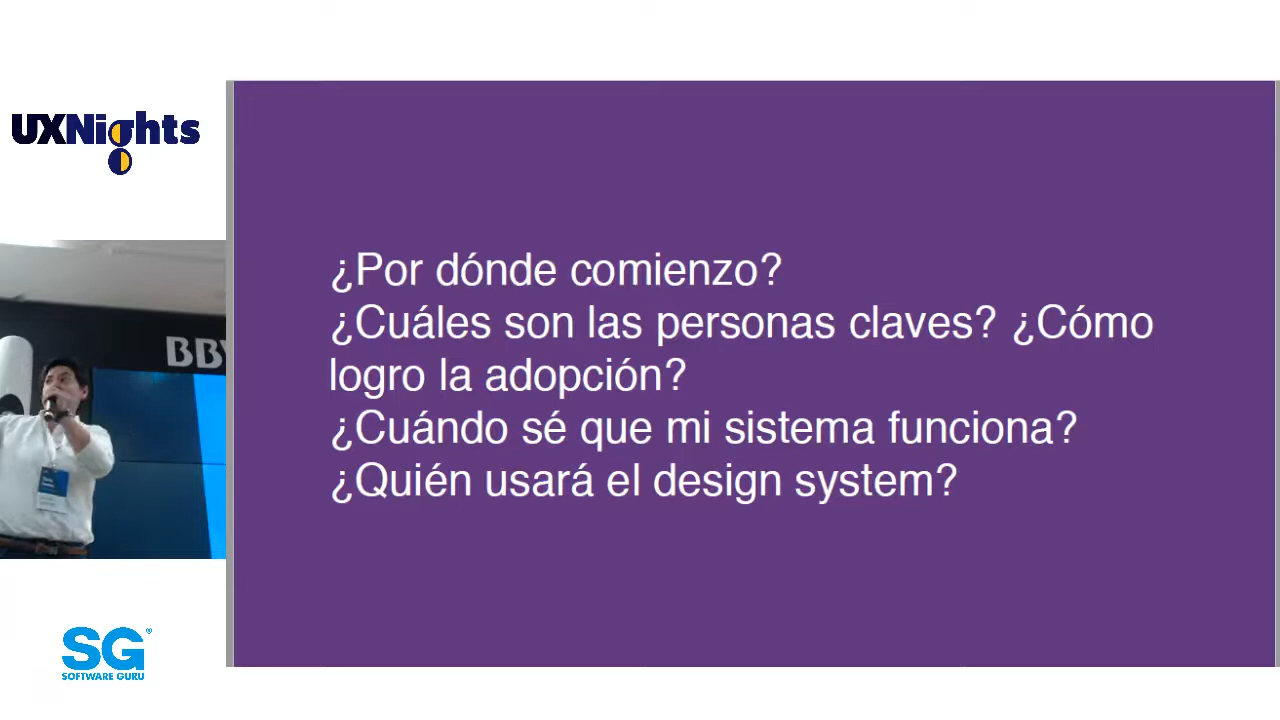 UXNights
BBV
SG®
SOFTWARE GURU
¿Por dónde comienzo?
¿Cuáles son las personas claves? ¿Cómo
logro la adopción?
¿Cuándo sé que mi sistema funciona?
¿Quién usará el design system?